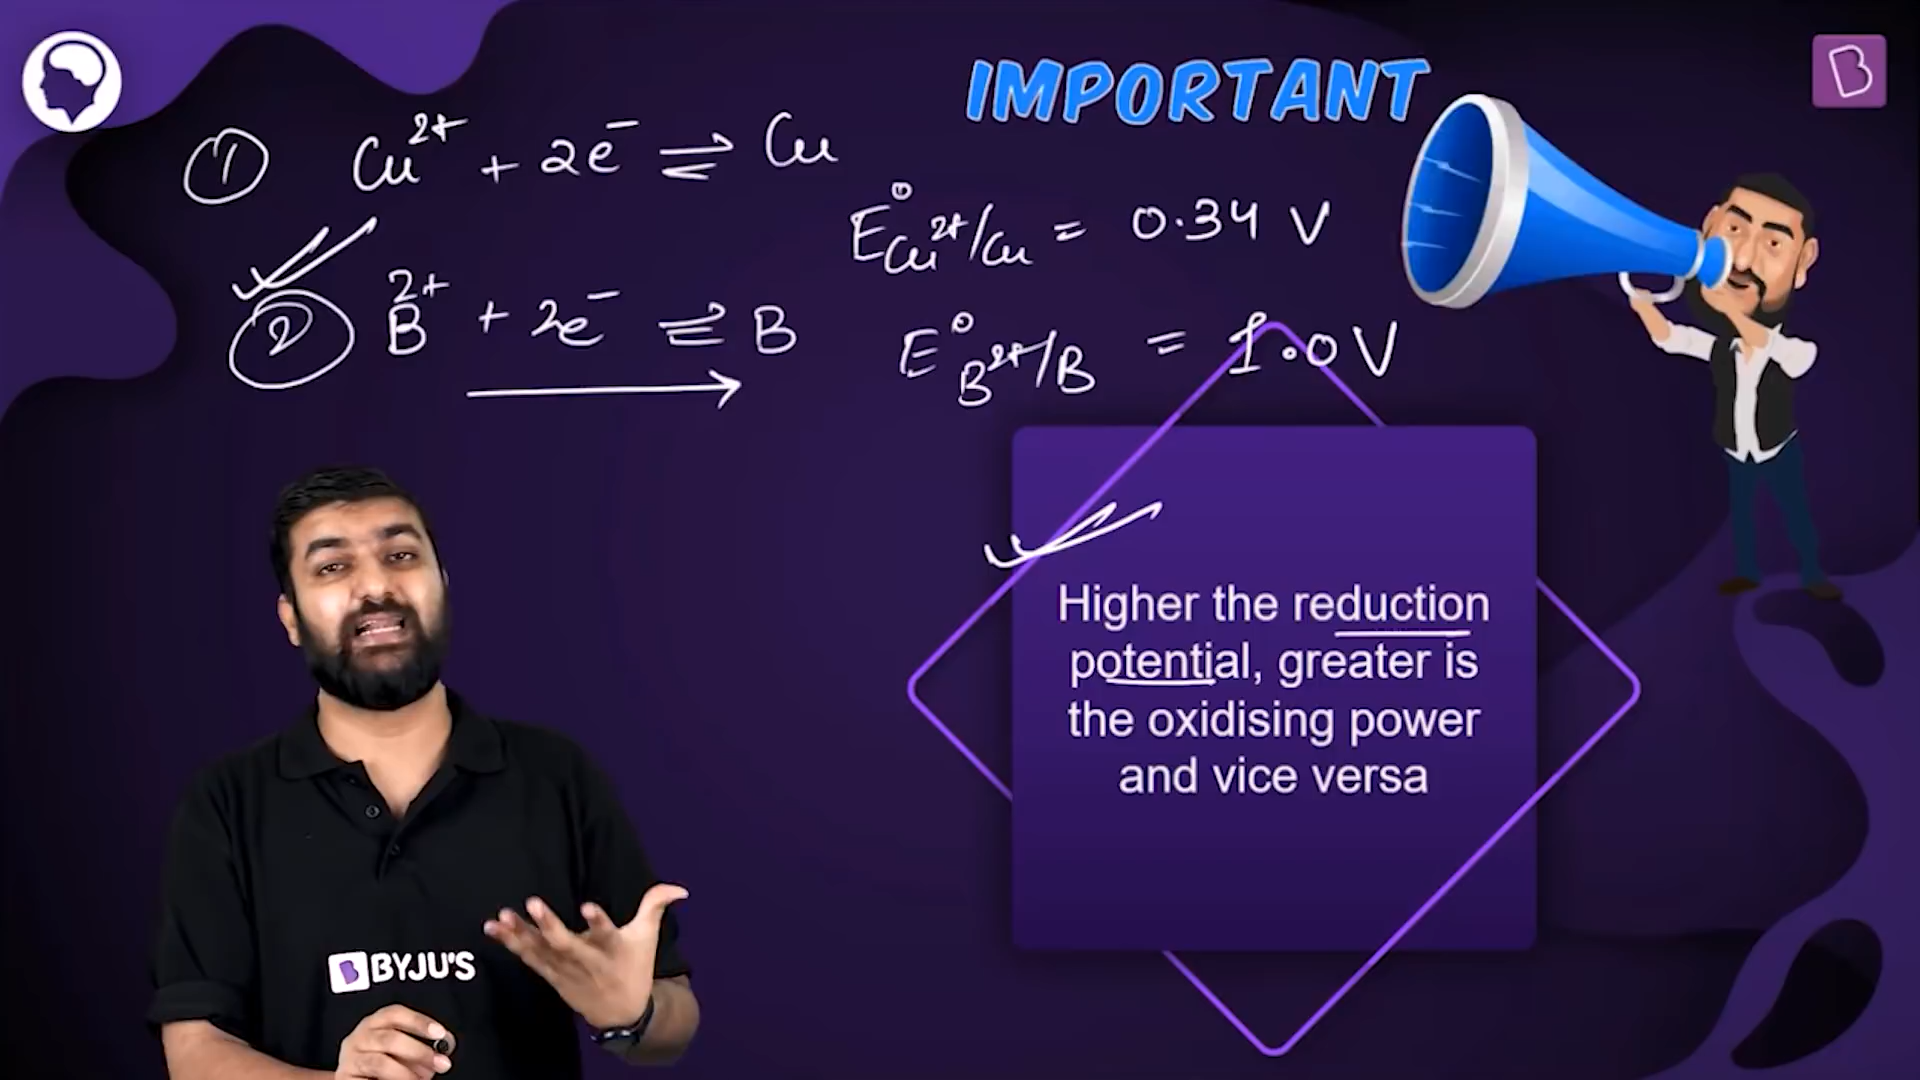 IMPORTANT
① Cu²⁺ + 2e⁻ ⇌ Cu
E°Cu²⁺/Cu = 0.34 V
② B²⁺ + 2e⁻ ⇌ B
E°B²⁺/B = 1.0 V
Higher the reduction
potential, greater is
the oxidising power
and vice versa
B BYJU'S
B